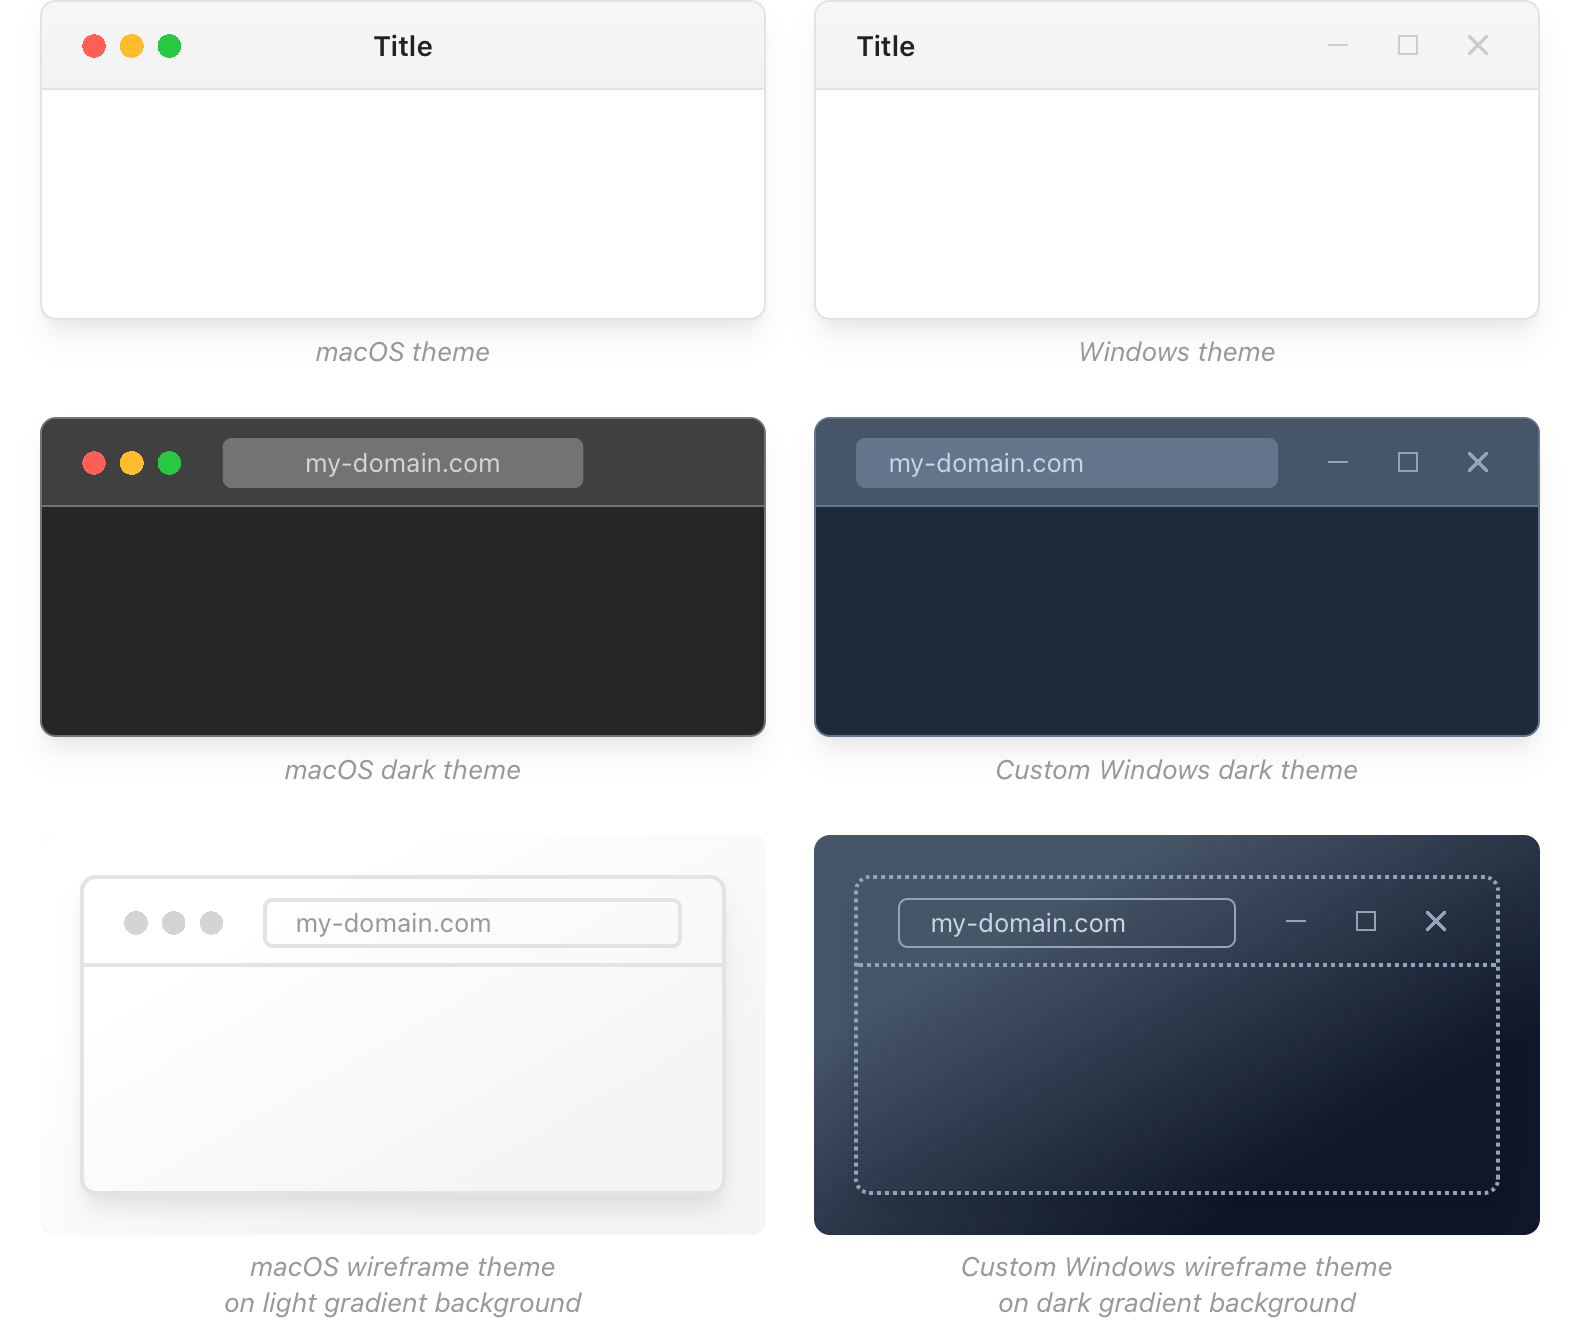 Title
Title
macOS theme
Windows theme
my-domain.com
my-domain.com
macOS dark theme
Custom Windows dark theme
my-domain.com
my-domain.com
macOS wireframe theme
on light gradient background
Custom Windows wireframe theme
on dark gradient background